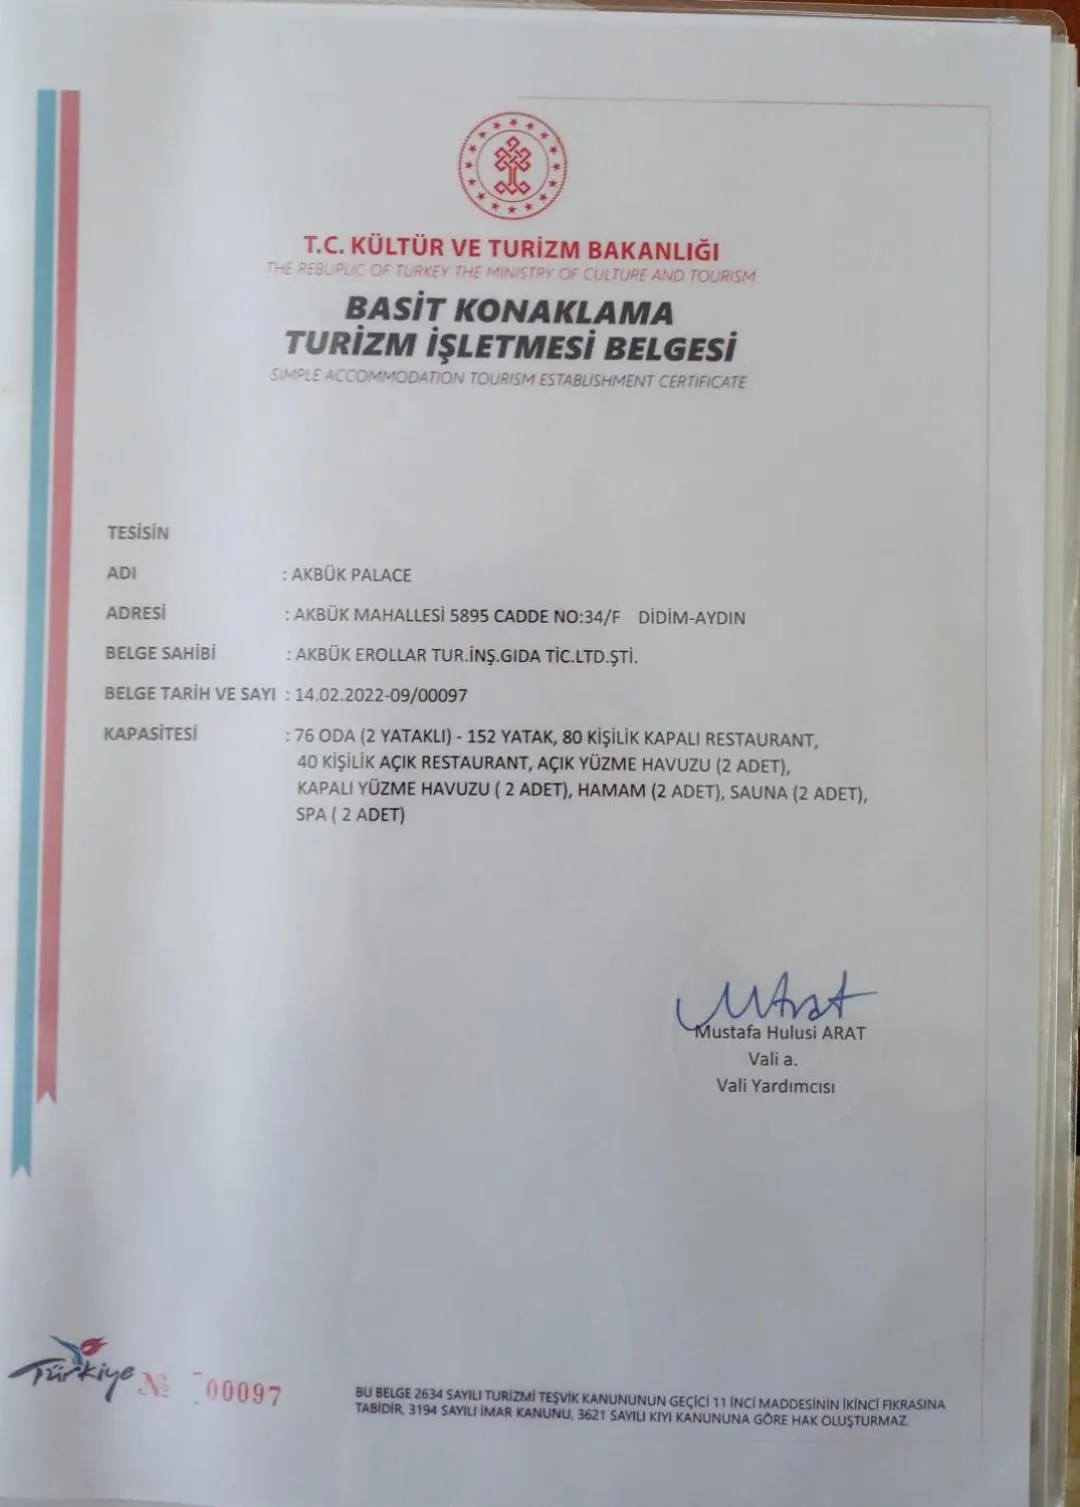 T.C. KÜLTÜR VE TURİZM BAKANLIĞI
THE REBUPLIC OF TURKEY THE MINISTRY OF CULTURE AND TOURISM
BASİT KONAKLAMA
TURİZM İŞLETMESİ BELGESİ
SIMPLE ACCOMMODATION TOURISM ESTABLISHMENT CERTIFICATE
TESİSİN
ADI : AKBÜK PALACE
ADRESİ : AKBÜK MAHALLESİ 5895 CADDE NO:34/F DİDİM-AYDIN
BELGE SAHİBİ : AKBÜK EROLLAR TUR.İNŞ.GIDA TİC.LTD.ŞTİ.
BELGE TARİH VE SAYI : 14.02.2022-09/00097
KAPASİTESİ : 76 ODA (2 YATAKLI) - 152 YATAK, 80 KİŞİLİK KAPALI RESTAURANT,
40 KİŞİLİK AÇIK RESTAURANT, AÇIK YÜZME HAVUZU (2 ADET),
KAPALI YÜZME HAVUZU ( 2 ADET), HAMAM (2 ADET), SAUNA (2 ADET),
SPA ( 2 ADET)
Mustafa Hulusi ARAT
Vali a.
Vali Yardımcısı
Türkiye № 00097
BU BELGE 2634 SAYILI TURİZMİ TEŞVİK KANUNUNUN GEÇİCİ 11 İNCİ MADDESİNİN İKİNCİ FIKRASINA
TABİDİR, 3194 SAYILI İMAR KANUNU, 3621 SAYILI KIYI KANUNUNA GÖRE HAK OLUŞTURMAZ.